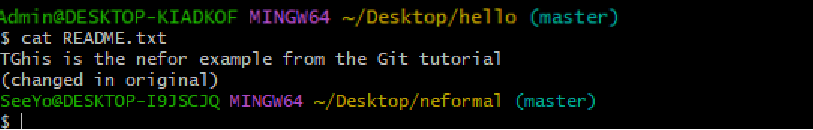 Admin@DESKTOP-KIADKOF MINGW64 ~/Desktop/hello (master)
$ cat README.txt
TGhis is the nefor example from the Git tutorial
(changed in original)
SeeYo@DESKTOP-I9JSCJQ MINGW64 ~/Desktop/neformal (master)
$